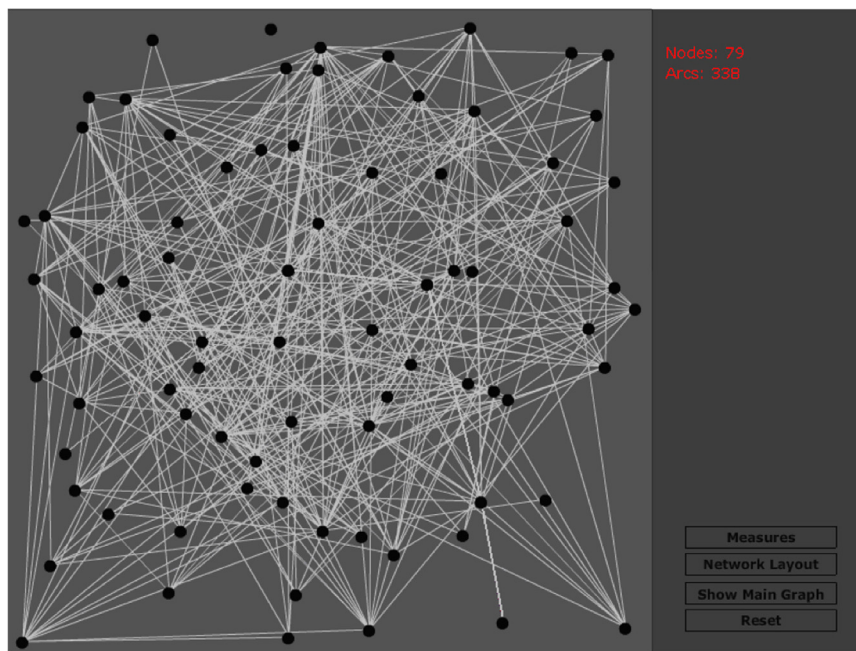 Nodes: 79
Arcs: 338
Measures
Network Layout
Show Main Graph
Reset